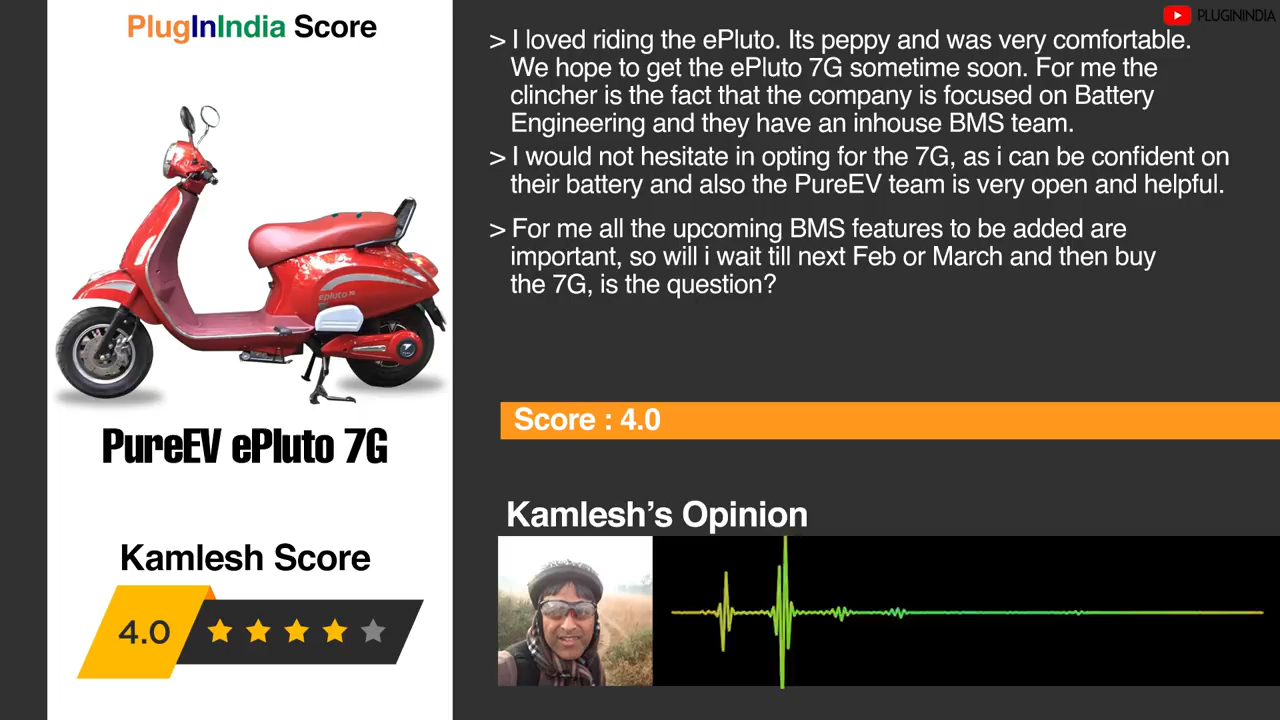 PlugInIndia Score
PLUGININDIA
> I loved riding the ePluto. Its peppy and was very comfortable.
We hope to get the ePluto 7G sometime soon. For me the
clincher is the fact that the company is focused on Battery
Engineering and they have an inhouse BMS team.
> I would not hesitate in opting for the 7G, as i can be confident on
their battery and also the PureEV team is very open and helpful.
> For me all the upcoming BMS features to be added are
important, so will i wait till next Feb or March and then buy
the 7G, is the question?
epluto 7G
PureEV ePluto 7G
Score : 4.0
Kamlesh Score
4.0
Kamlesh's Opinion